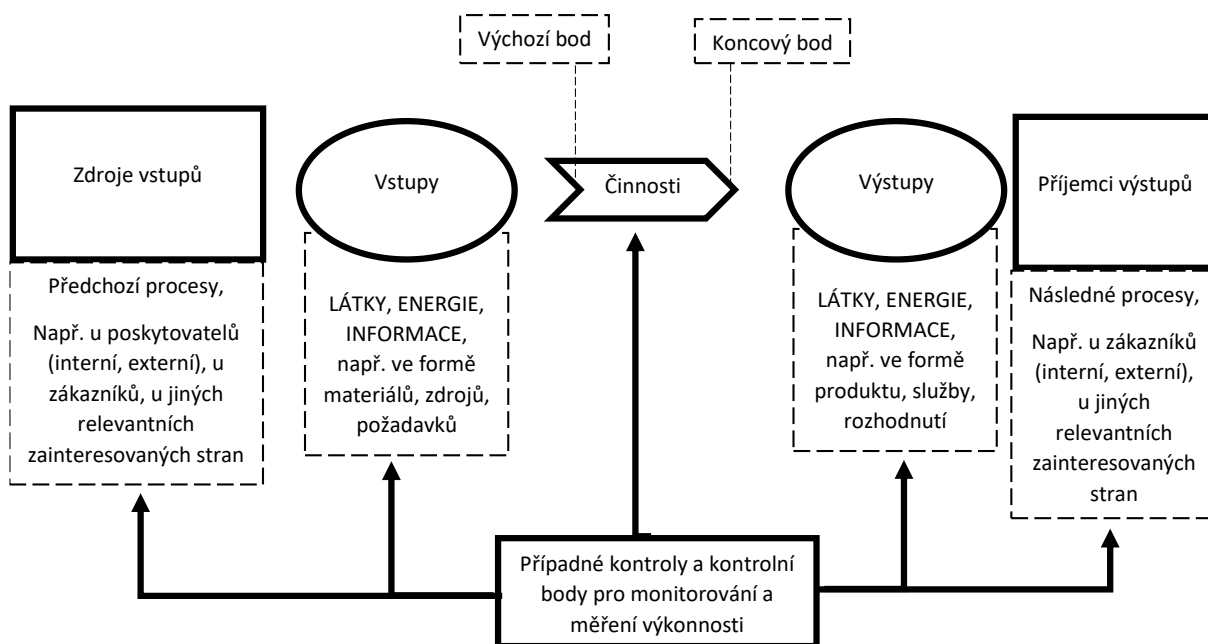 Výchozí bod
Koncový bod
Zdroje vstupů
Vstupy
Činnosti
Výstupy
Příjemci výstupů
Předchozí procesy,
Např. u poskytovatelů
(interní, externí), u
zákazníků, u jiných
relevantních
zainteresovaných stran
LÁTKY, ENERGIE,
INFORMACE,
např. ve formě
materiálů, zdrojů,
požadavků
LÁTKY, ENERGIE,
INFORMACE,
např. ve formě
produktu, služby,
rozhodnutí
Následné procesy,
Např. u zákazníků
(interní, externí),
u jiných
relevantních
zainteresovaných
stran
Případné kontroly a kontrolní
body pro monitorování a
měření výkonnosti